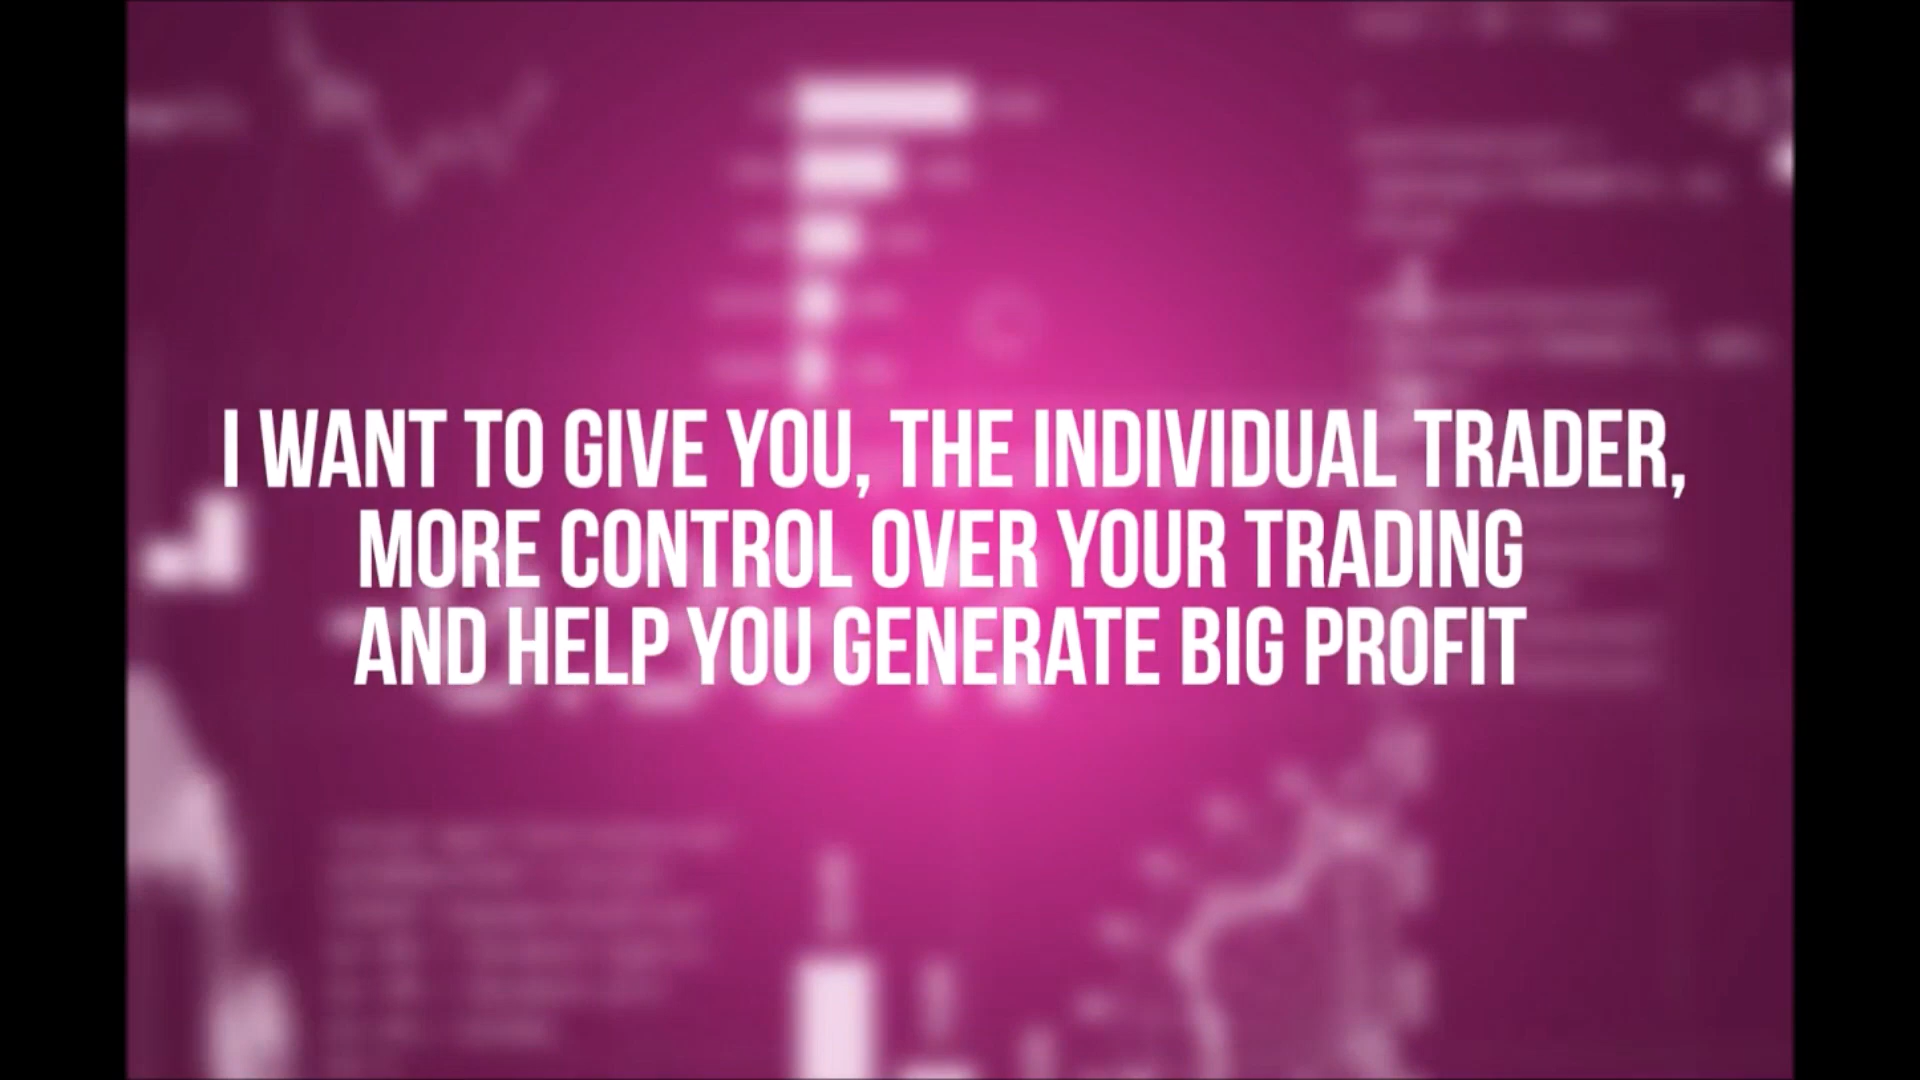 I WANT TO GIVE YOU, THE INDIVIDUAL TRADER,
MORE CONTROL OVER YOUR TRADING
AND HELP YOU GENERATE BIG PROFIT